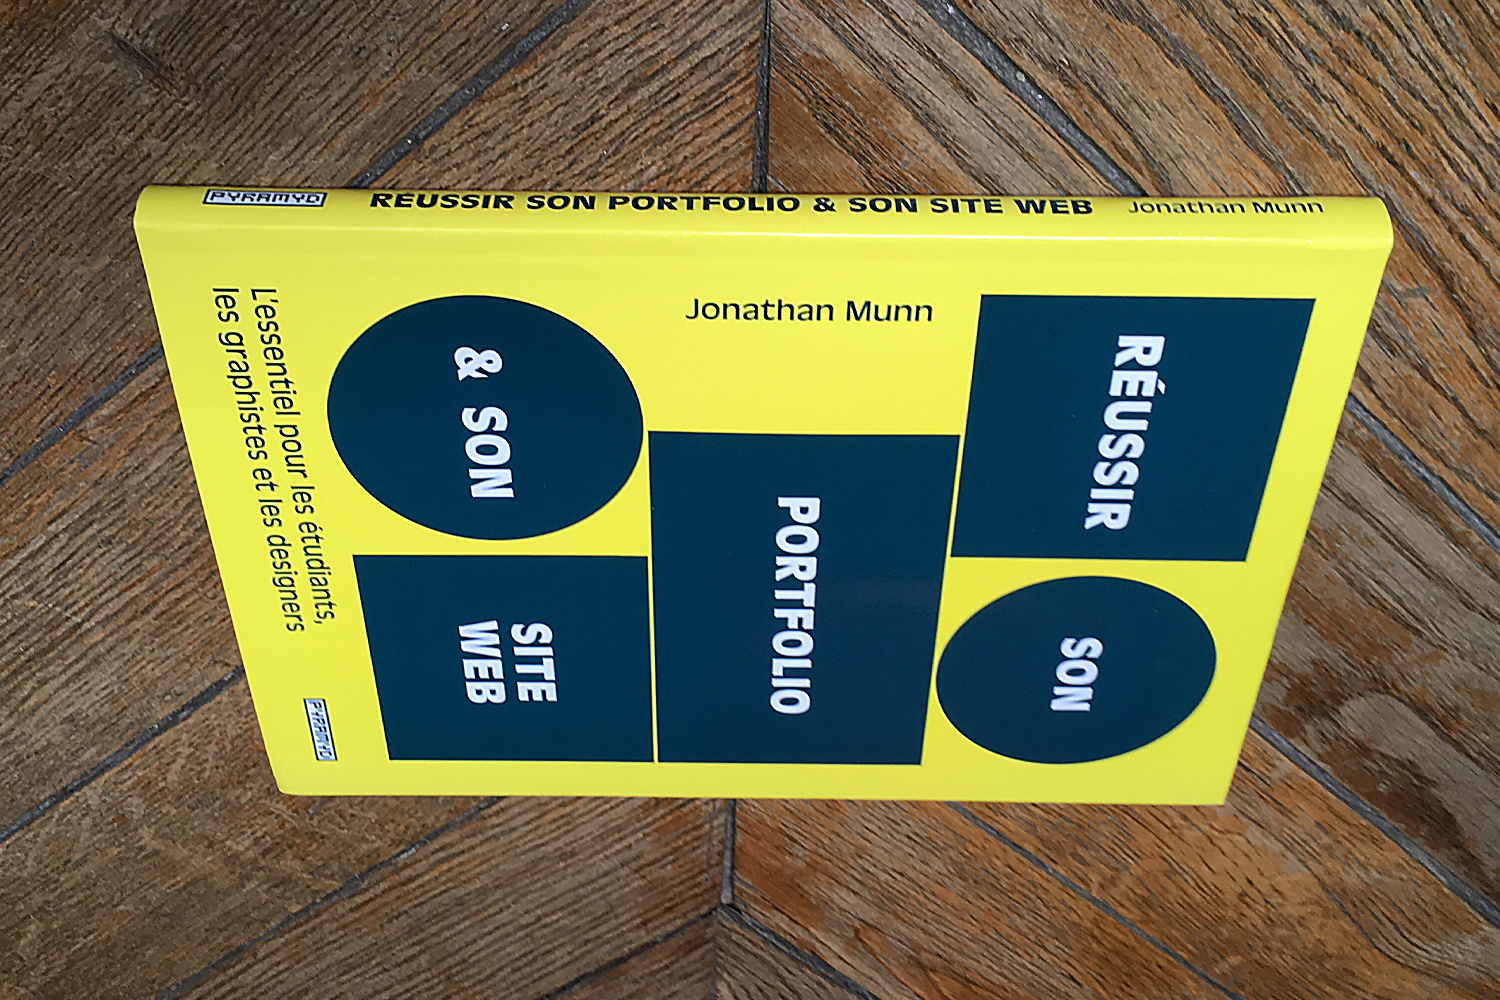 PYRAMYD
RÉUSSIR SON PORTFOLIO & SON SITE WEB
Jonathan Munn
Jonathan Munn
RÉUSSIR
SON
PORTFOLIO
& SON
SITE
WEB
L'essentiel pour les étudiants,
les graphistes et les designers
PYRAMYD